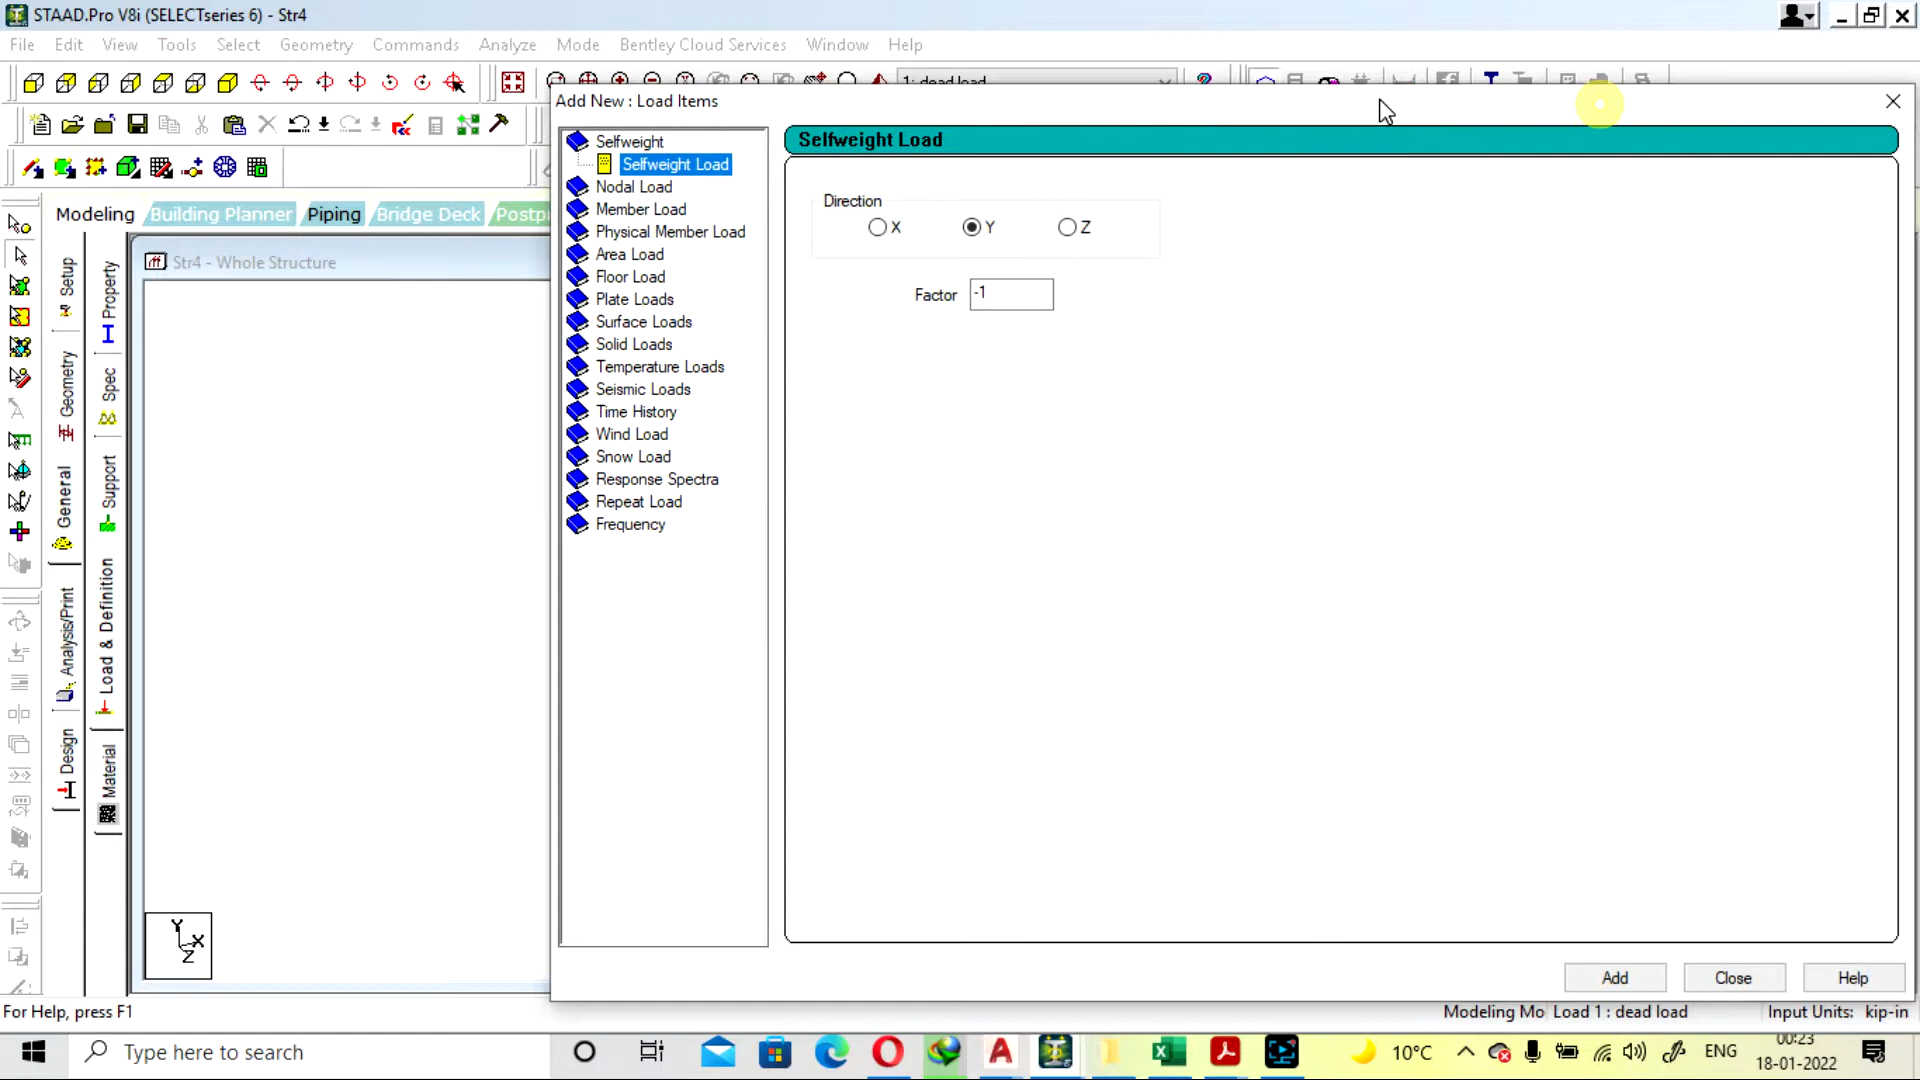 STAAD.Pro V8i (SELECTseries 6) - Str4
File Edit View Tools Select Geometry Commands Analyze Mode Bentley Cloud Services Window Help
1: dead load
Add New : Load Items
Selfweight
Selfweight Load
Nodal Load
Member Load
Physical Member Load
Area Load
Floor Load
Plate Loads
Surface Loads
Solid Loads
Temperature Loads
Seismic Loads
Time History
Wind Load
Snow Load
Response Spectra
Repeat Load
Frequency
Selfweight Load
Direction
X Y Z
Factor -1
Add Close Help
Modeling Building Planner Piping Bridge Deck Postp
Str4 - Whole Structure
Setup
Geometry
General
Analysis/Print
Design
Property
Spec
Support
Load & Definition
Material
Y
X
Z
For Help, press F1
Modeling Mo Load 1 : dead load Input Units: kip-in
Type here to search
10°C
ENG
00:23
18-01-2022